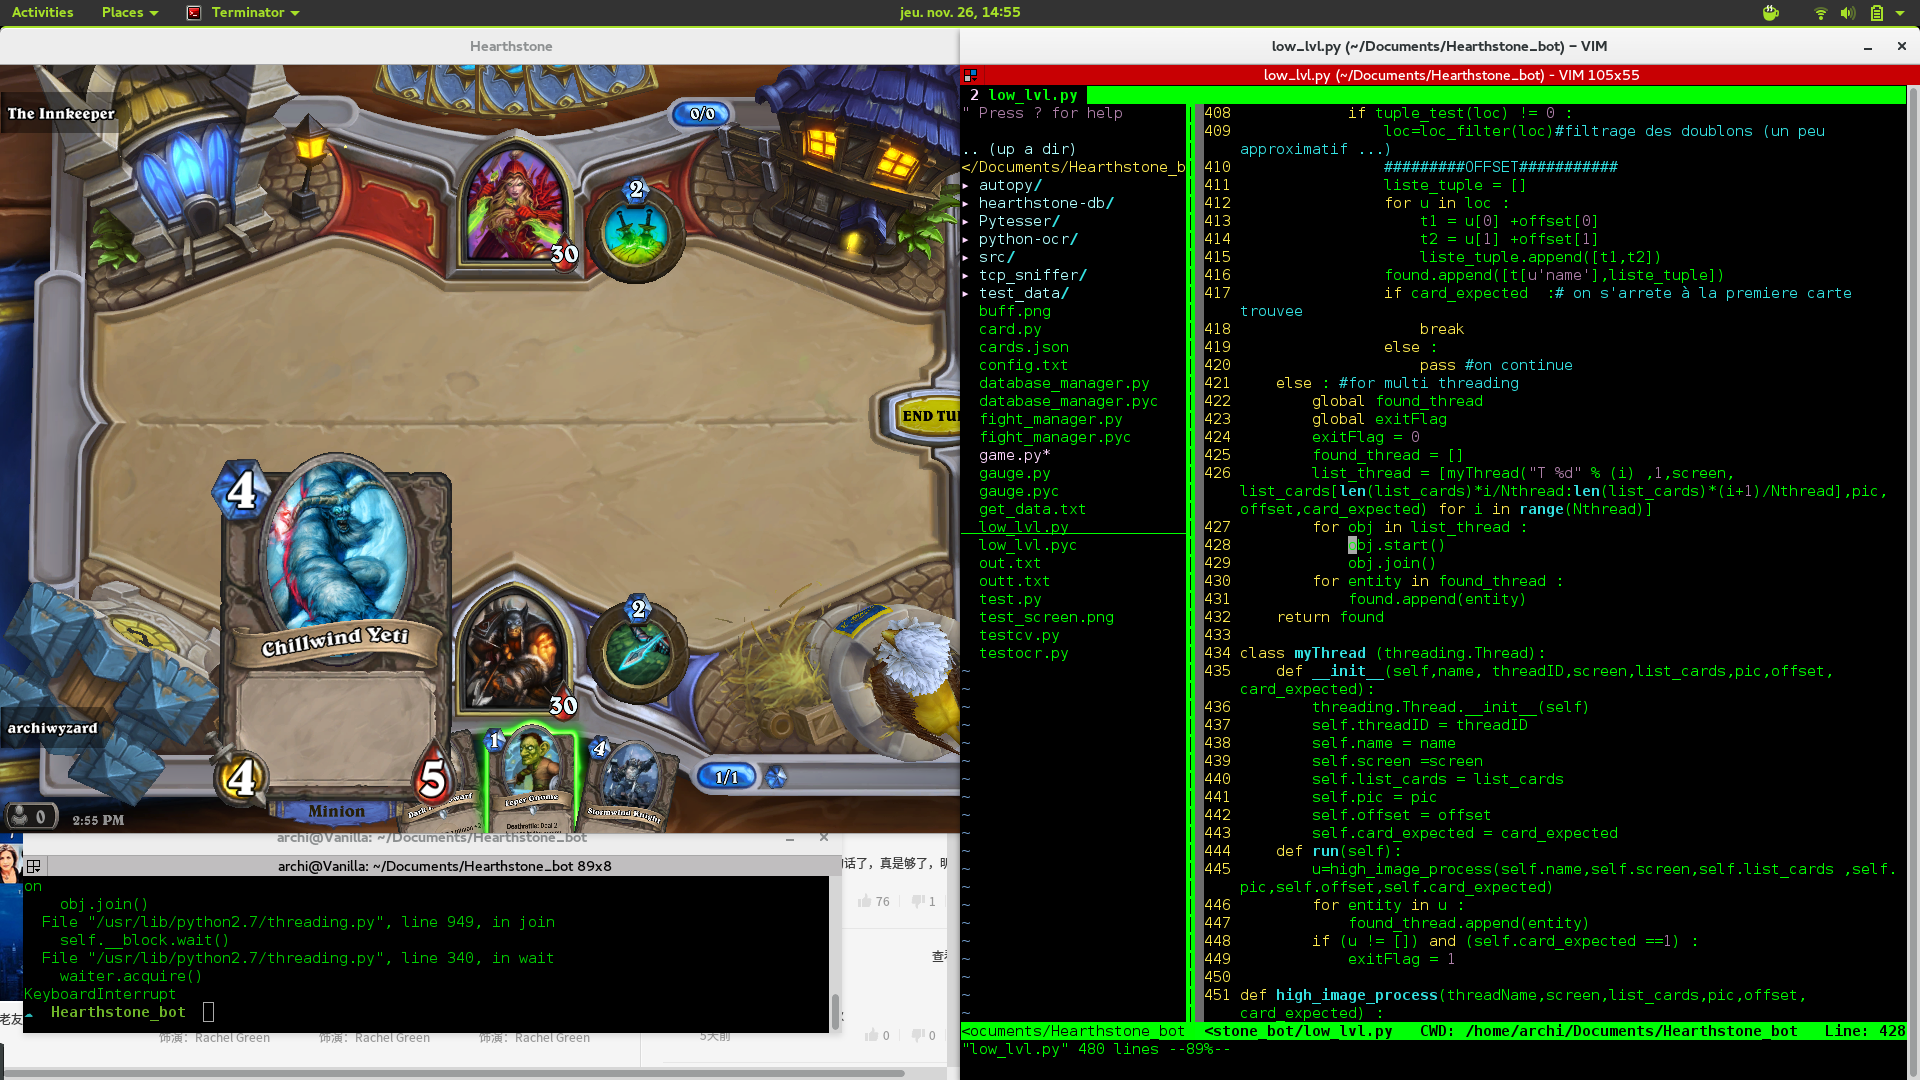 Activities Places Terminator jeu. nov. 26, 14:55
Hearthstone
The Innkeeper
0/0
2
30
END TU
4
Chillwind Yeti
4
5
Minion
2
30
1
Leper Gnome
Deathrattle: Deal 2
4
Stormwind Knight
1/1
archiwyzard
0
2:55 PM
archi@Vanilla: ~/Documents/Hearthstone_bot
archi@Vanilla: ~/Documents/Hearthstone_bot 89x8
on
obj.join()
File "/usr/lib/python2.7/threading.py", line 949, in join
self.__block.wait()
File "/usr/lib/python2.7/threading.py", line 340, in wait
waiter.acquire()
KeyboardInterrupt
Hearthstone_bot
话了，真是够了，
76 1
0 0
老友
饰演：Rachel Green 饰演：Rachel Green 饰演：Rachel Green
5天前
low_lvl.py (~/Documents/Hearthstone_bot) – VIM
low_lvl.py (~/Documents/Hearthstone_bot) - VIM 105x55
2 low_lvl.py
" Press ? for help
.. (up a dir)
</Documents/Hearthstone_b
▸ autopy/
▸ hearthstone-db/
▸ Pytesser/
▸ python-ocr/
▸ src/
▸ tcp_sniffer/
▸ test_data/
buff.png
card.py
cards.json
config.txt
database_manager.py
database_manager.pyc
fight_manager.py
fight_manager.pyc
game.py*
gauge.py
gauge.pyc
get_data.txt
low_lvl.py
low_lvl.pyc
out.txt
outt.txt
test.py
test_screen.png
testcv.py
testocr.py
408 if tuple_test(loc) != 0 :
409 loc=loc_filter(loc)#filtrage des doublons (un peu
approximatif ...)
410 #########OFFSET###########
411 liste_tuple = []
412 for u in loc :
413 t1 = u[0] +offset[0]
414 t2 = u[1] +offset[1]
415 liste_tuple.append([t1,t2])
416 found.append([t[u'name'],liste_tuple])
417 if card_expected :# on s'arrete à la premiere carte
trouvee
418 break
419 else :
420 pass #on continue
421 else : #for multi threading
422 global found_thread
423 global exitFlag
424 exitFlag = 0
425 found_thread = []
426 list_thread = [myThread("T %d" % (i) ,1,screen,
list_cards[len(list_cards)*i/Nthread:len(list_cards)*(i+1)/Nthread],pic,
offset,card_expected) for i in range(Nthread)]
427 for obj in list_thread :
428 obj.start()
429 obj.join()
430 for entity in found_thread :
431 found.append(entity)
432 return found
433
434 class myThread (threading.Thread):
435 def __init__(self,name, threadID,screen,list_cards,pic,offset,
card_expected):
436 threading.Thread.__init__(self)
437 self.threadID = threadID
438 self.name = name
439 self.screen =screen
440 self.list_cards = list_cards
441 self.pic = pic
442 self.offset = offset
443 self.card_expected = card_expected
444 def run(self):
445 u=high_image_process(self.name,self.screen,self.list_cards ,self.
pic,self.offset,self.card_expected)
446 for entity in u :
447 found_thread.append(entity)
448 if (u != []) and (self.card_expected ==1) :
449 exitFlag = 1
450
451 def high_image_process(threadName,screen,list_cards,pic,offset,
card_expected) :
<ocuments/Hearthstone_bot <stone_bot/low_lvl.py CWD: /home/archi/Documents/Hearthstone_bot Line: 428
"low_lvl.py" 480 lines --89%--